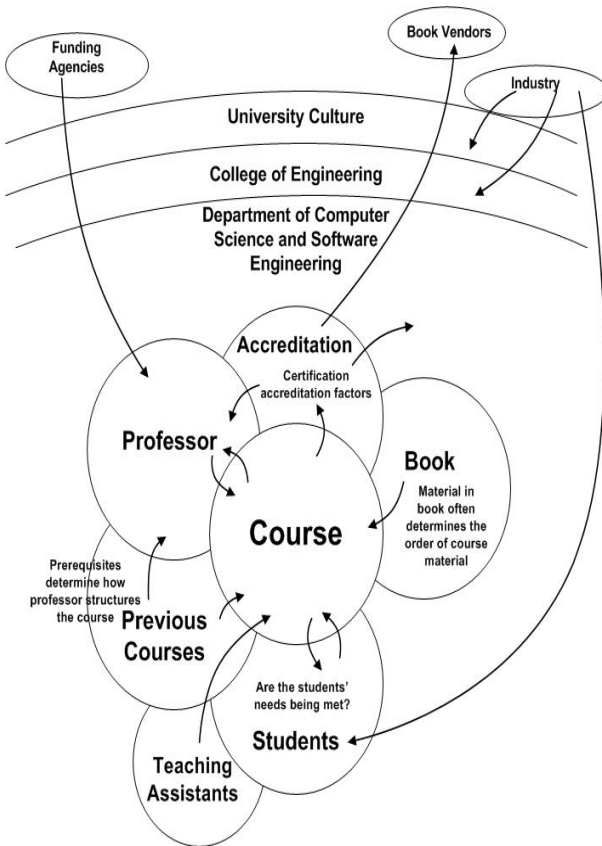 Funding
Agencies
Book Vendors
Industry
University Culture
College of Engineering
Department of Computer
Science and Software
Engineering
Accreditation
Certification
accreditation factors
Professor
Book
Material in
book often
determines the
order of course
material
Course
Prerequisites
determine how
professor structures
the course
Previous
Courses
Are the students'
needs being met?
Students
Teaching
Assistants